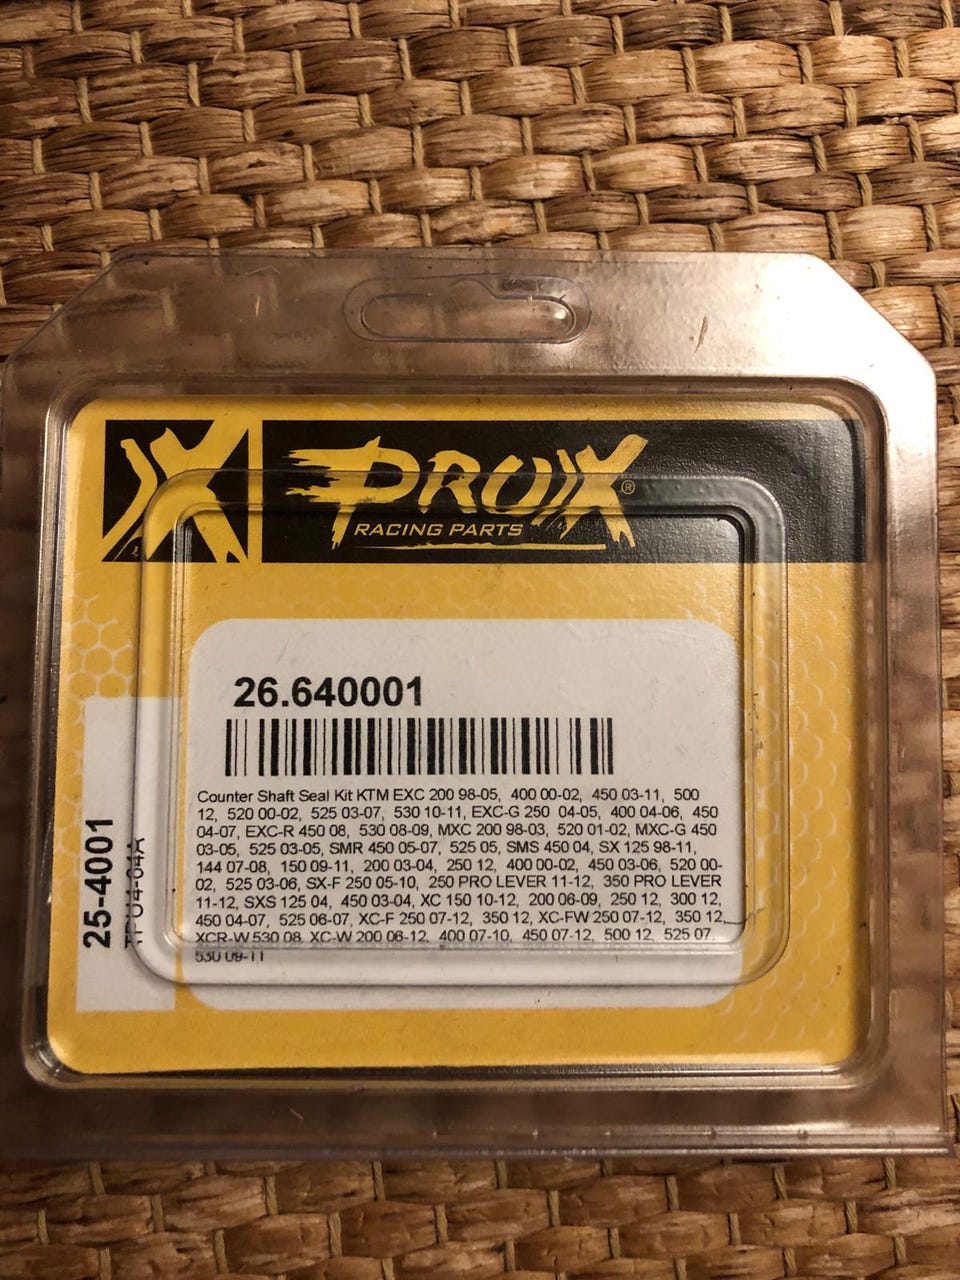 PROX®
RACING PARTS
26.640001
Counter Shaft Seal Kit KTM EXC 200 98-05, 400 00-02, 450 03-11, 500
12, 520 00-02, 525 03-07, 530 10-11, EXC-G 250 04-05, 400 04-06, 450
04-07, EXC-R 450 08, 530 08-09, MXC 200 98-03, 520 01-02, MXC-G 450
03-05, 525 03-05, SMR 450 05-07, 525 05, SMS 450 04, SX 125 98-11,
144 07-08, 150 09-11, 200 03-04, 250 12, 400 00-02, 450 03-06, 520 00-
02, 525 03-06, SX-F 250 05-10, 250 PRO LEVER 11-12, 350 PRO LEVER
11-12, SXS 125 04, 450 03-04, XC 150 10-12, 200 06-09, 250 12, 300 12,
450 04-07, 525 06-07, XC-F 250 07-12, 350 12, XC-FW 250 07-12, 350 12,
XCR-W 530 08, XC-W 200 06-12, 400 07-10, 450 07-12, 500 12, 525 07,
530 09-11
25-4001